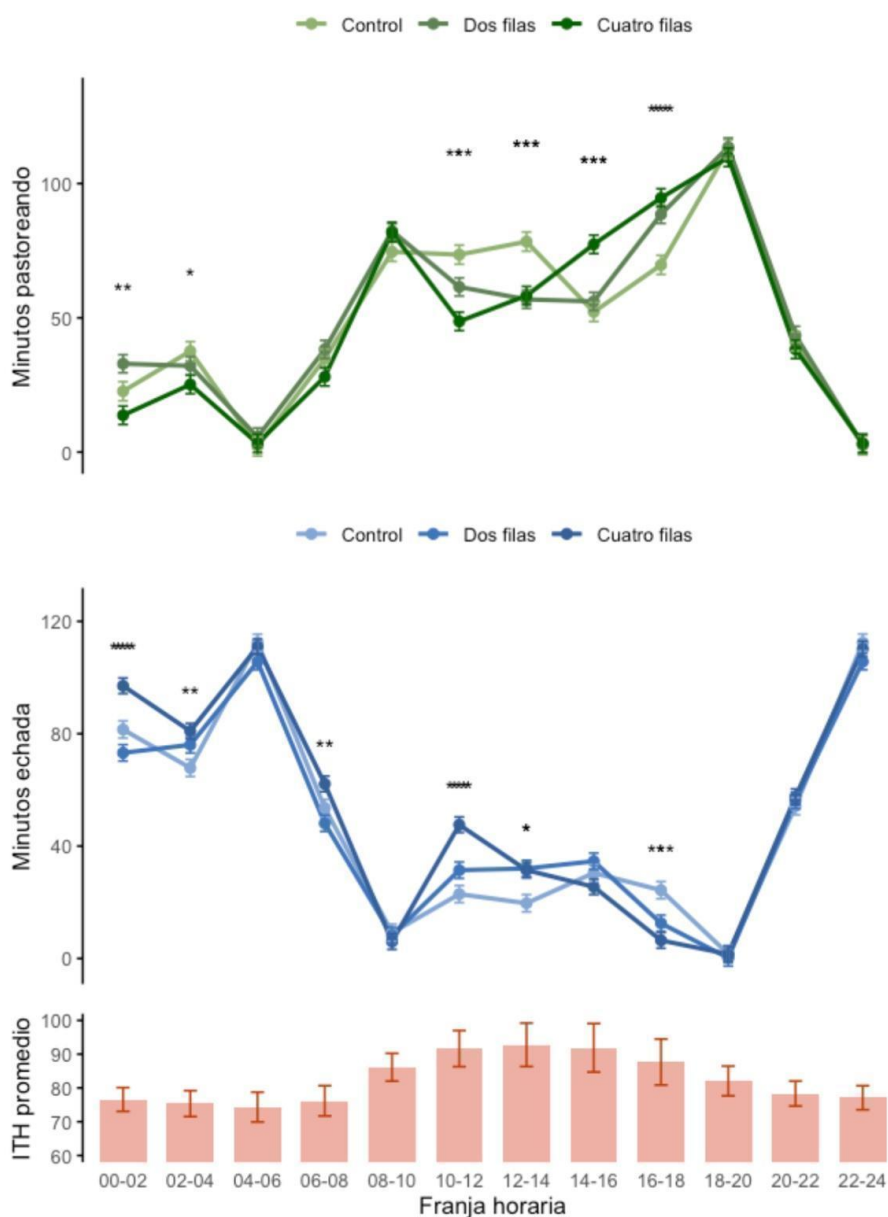 Control Dos filas Cuatro filas
Minutos pastoreando
100
50
0
** * *** *** *** ****
Control Dos filas Cuatro filas
Minutos echada
120
80
40
0
**** ** ** **** * ***
ITH promedio
100
90
80
70
60
00-02 02-04 04-06 06-08 08-10 10-12 12-14 14-16 16-18 18-20 20-22 22-24
Franja horaria